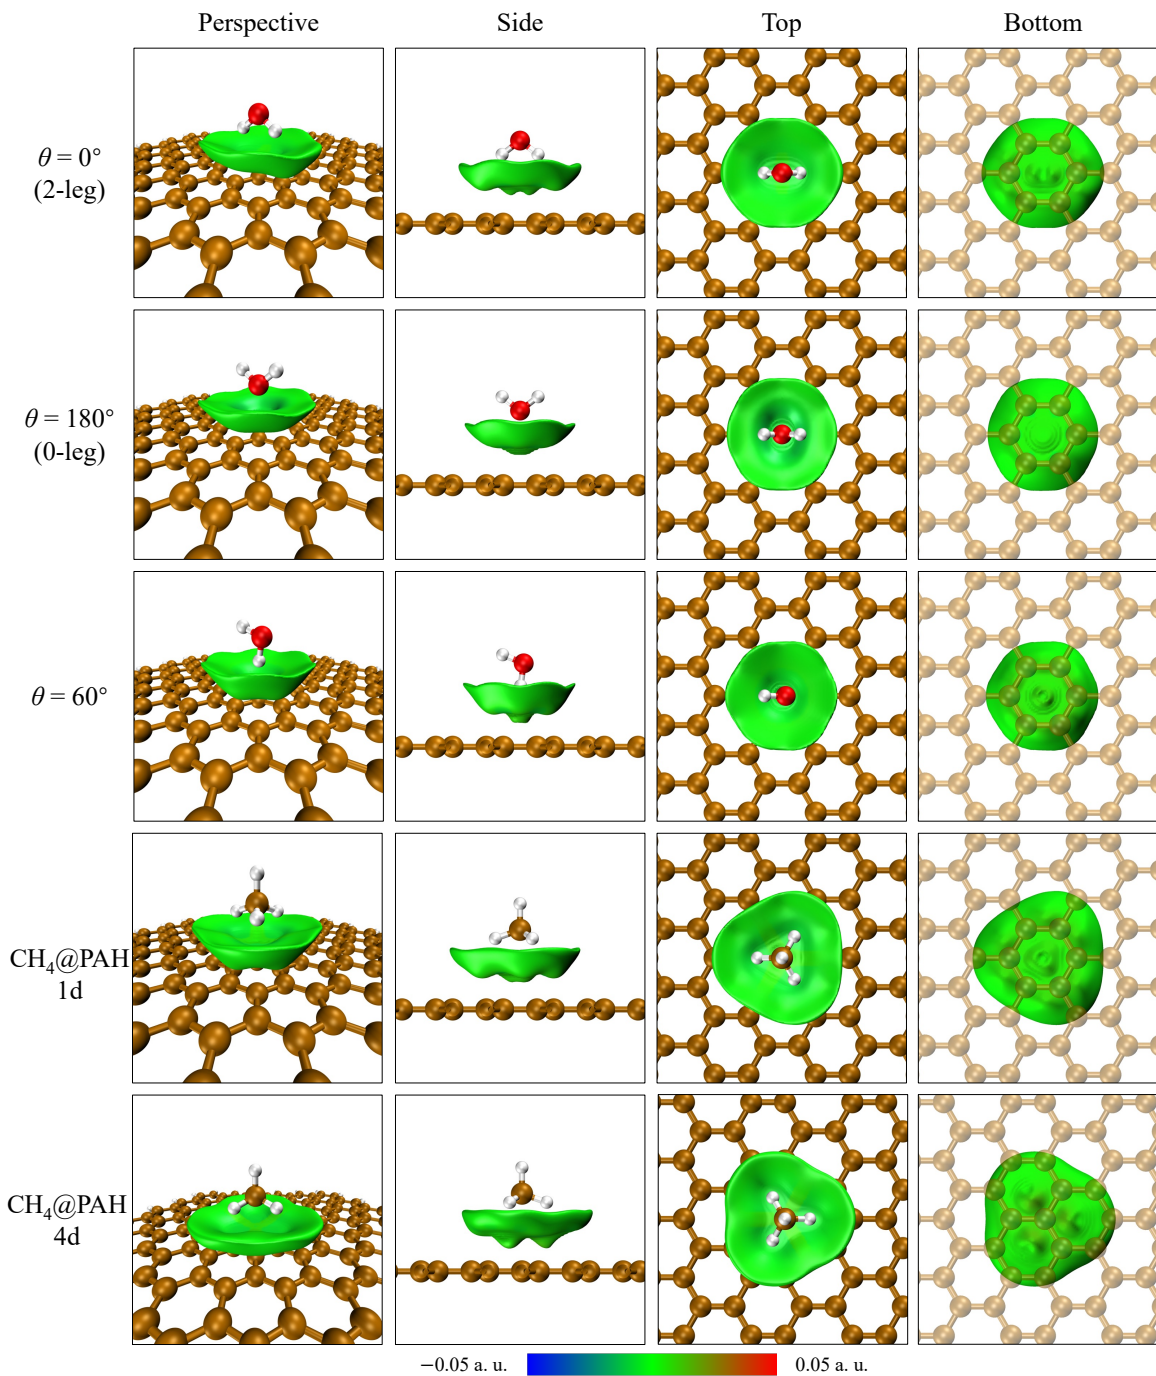 Perspective Side Top Bottom
θ = 0°
(2-leg)
θ = 180°
(0-leg)
θ = 60°
CH₄@PAH
1d
CH₄@PAH
4d
−0.05 a. u. 0.05 a. u.